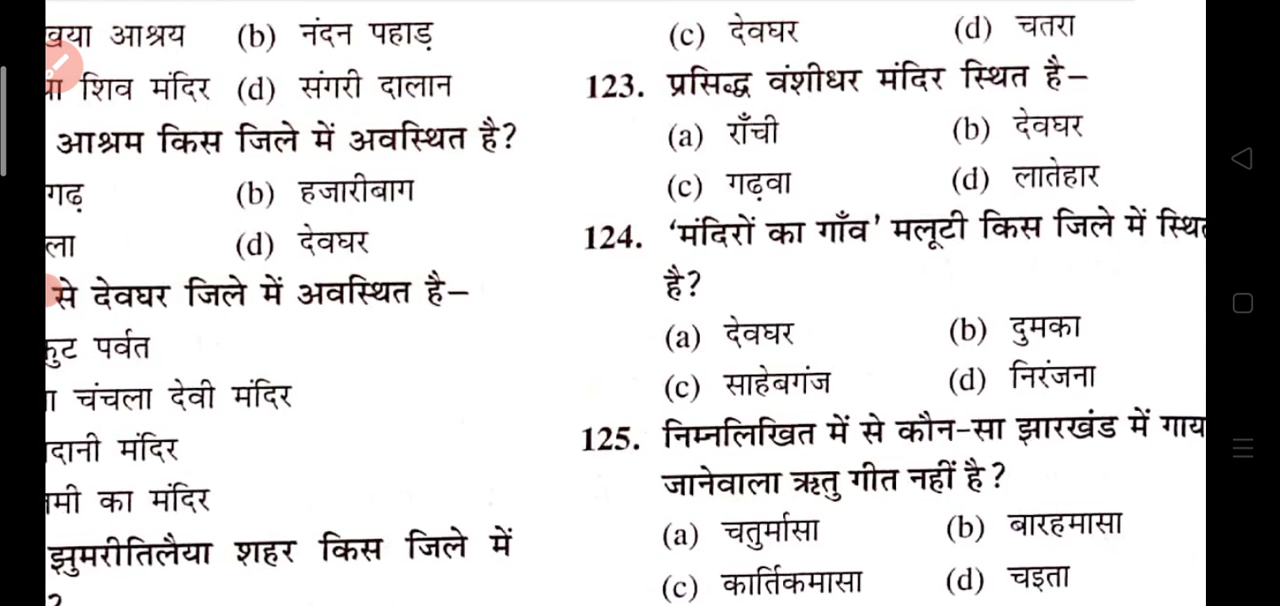 आश्रय (b) नंदन पहाड़
शिव मंदिर (d) संगरी दालान
आश्रम किस जिले में अवस्थित है?
(b) हजारीबाग
(d) देवघर
से देवघर जिले में अवस्थित है–
पर्वत
चंचला देवी मंदिर
मंदिर
का मंदिर
झुमरीतिलैया शहर किस जिले में
(c) देवघर (d) चतरा
123. प्रसिद्ध वंशीधर मंदिर स्थित है–
(a) राँची (b) देवघर
(c) गढ़वा (d) लातेहार
124. 'मंदिरों का गाँव' मलूटी किस जिले में
है?
(a) देवघर (b) दुमका
(c) साहेबगंज (d) निरंजना
125. निम्नलिखित में से कौन-सा झारखंड में गाय
जानेवाला ऋतु गीत नहीं है?
(a) चतुर्मासा (b) बारहमासा
(c) कार्तिकमासा (d) चइता